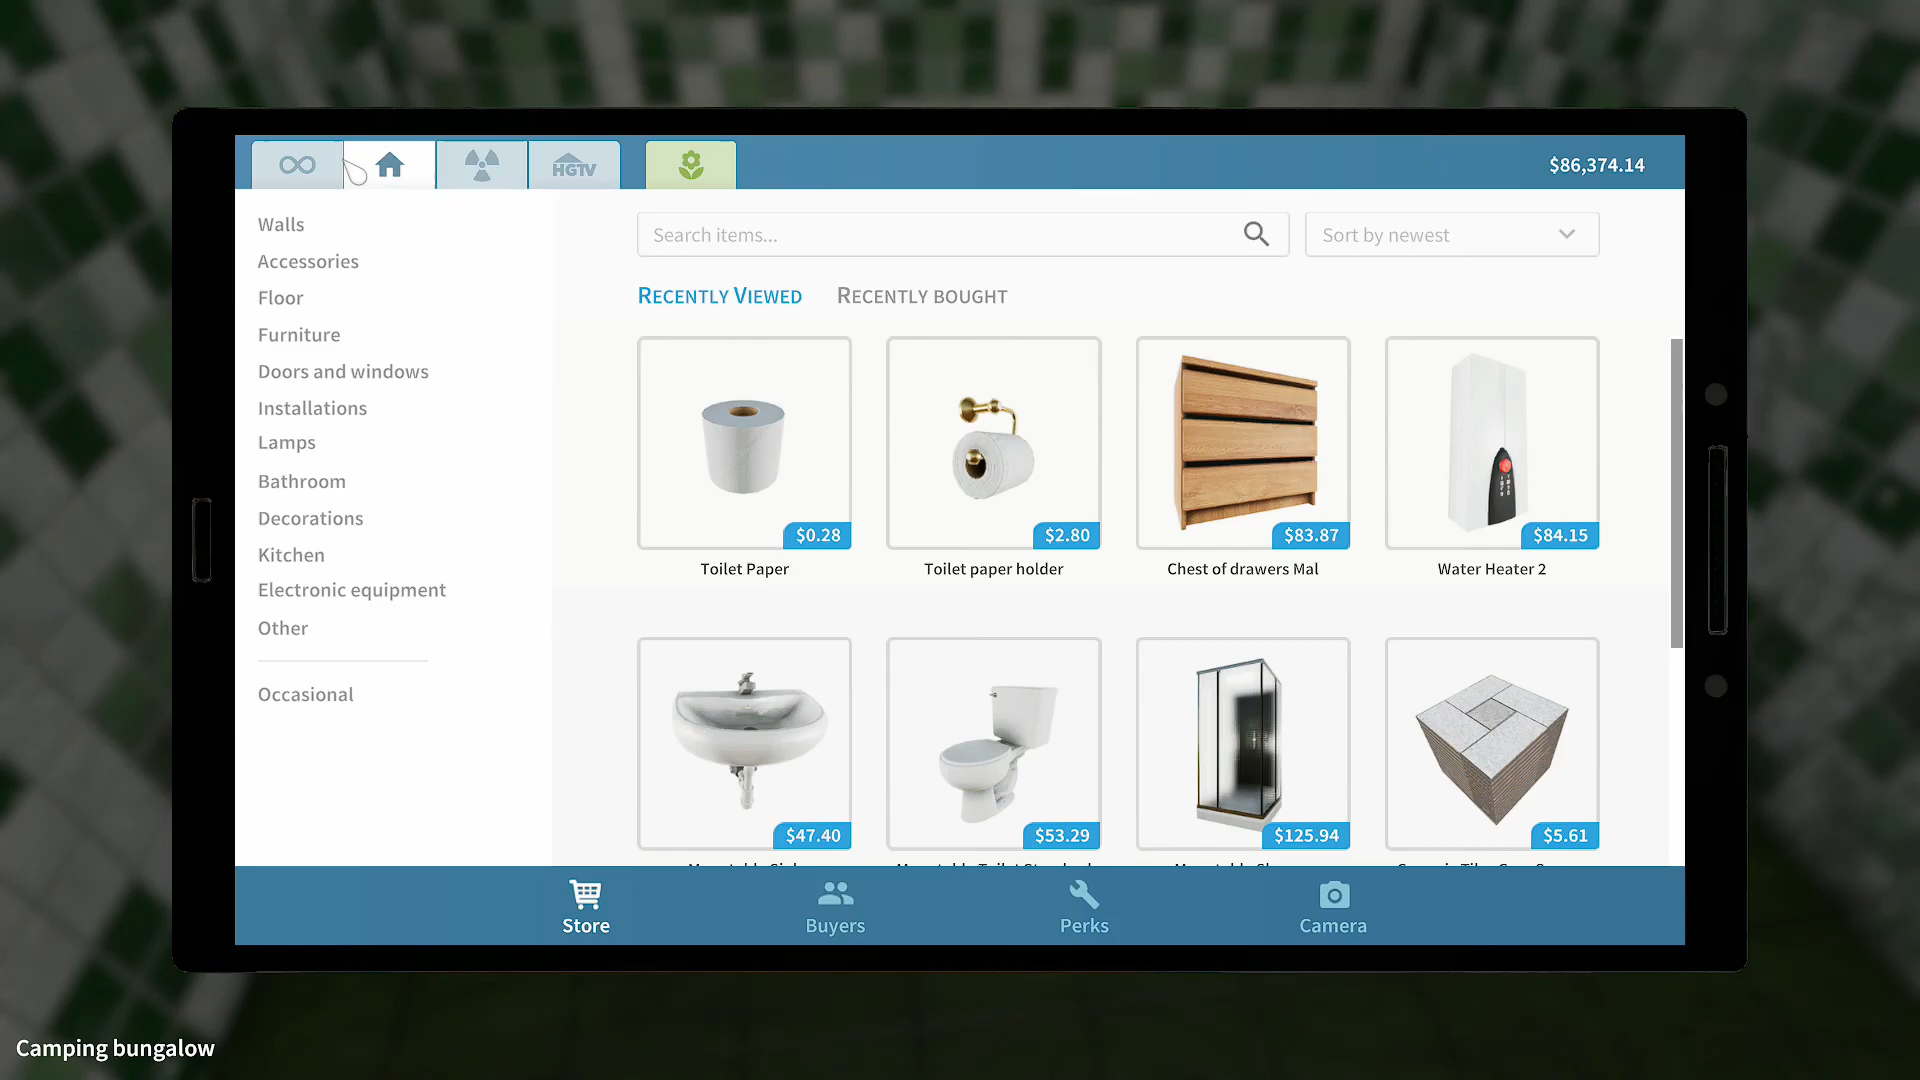 HGTV
$86,374.14
Walls
Accessories
Floor
Furniture
Doors and windows
Installations
Lamps
Bathroom
Decorations
Kitchen
Electronic equipment
Other
Occasional
Search items...
Sort by newest
RECENTLY VIEWED
RECENTLY BOUGHT
$0.28
$2.80
$83.87
$84.15
Toilet Paper
Toilet paper holder
Chest of drawers Mal
Water Heater 2
$47.40
$53.29
$125.94
$5.61
Store
Buyers
Perks
Camera
Camping bungalow